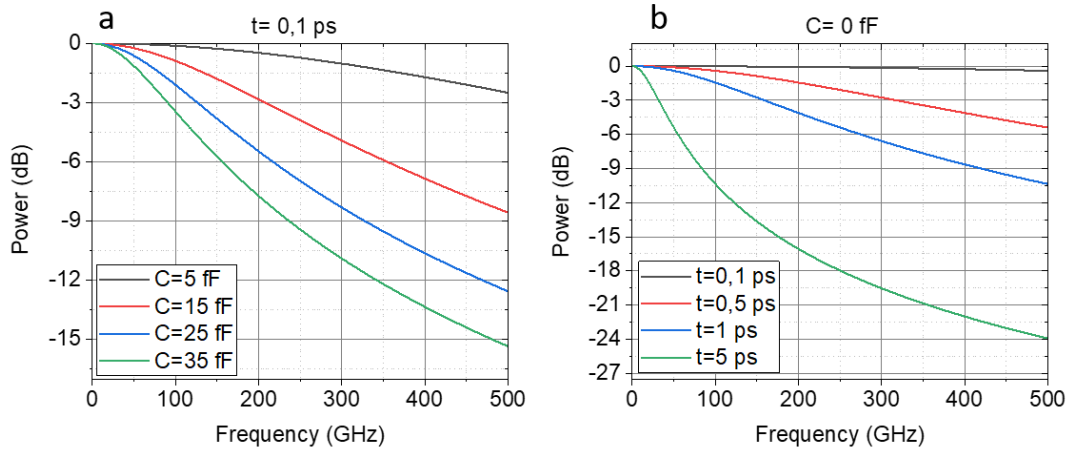 a
t= 0,1 ps
0
-3
-6
-9
-12
-15
Power (dB)
C=5 fF
C=15 fF
C=25 fF
C=35 fF
0
100
200
300
400
500
Frequency (GHz)
b
C= 0 fF
0
-3
-6
-9
-12
-15
-18
-21
-24
-27
Power (dB)
t=0,1 ps
t=0,5 ps
t=1 ps
t=5 ps
0
100
200
300
400
500
Frequency (GHz)